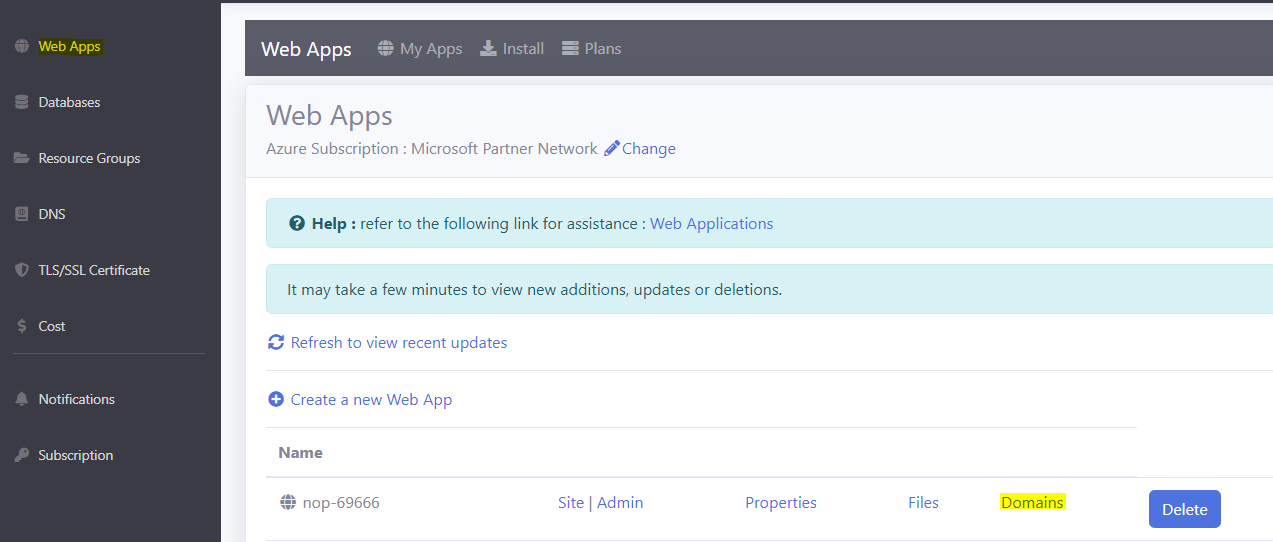 Web Apps
Databases
Resource Groups
DNS
TLS/SSL Certificate
Cost
Notifications
Subscription
Web Apps My Apps Install Plans
Web Apps
Azure Subscription : Microsoft Partner Network Change
Help : refer to the following link for assistance : Web Applications
It may take a few minutes to view new additions, updates or deletions.
Refresh to view recent updates
Create a new Web App
Name
nop-69666 Site | Admin Properties Files Domains Delete